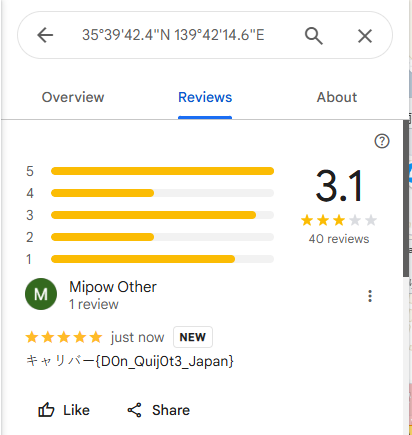 35°39'42.4"N 139°42'14.6"E
Overview Reviews About
5
4
3
2
1
3.1
40 reviews
M
Mipow Other
1 review
just now NEW
キャリバー{D0n_Quij0t3_Japan}
Like Share